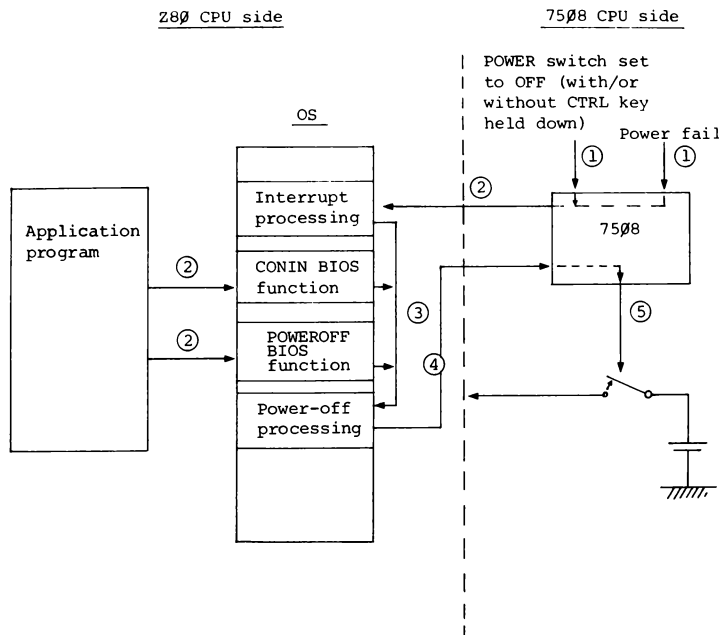 Z8Ø CPU side
75Ø8 CPU side
POWER switch set
to OFF (with/or
without CTRL key
held down)
Power fail
① ①
OS
Interrupt
processing
②
75Ø8
Application
program
②
CONIN BIOS
function
③
⑤
②
POWEROFF
BIOS
function
④
Power-off
processing